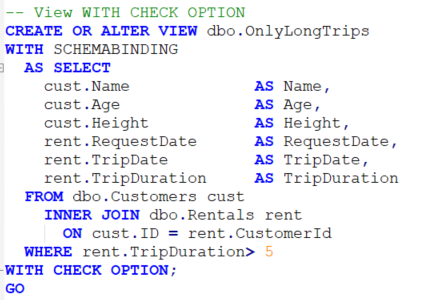 -- View WITH CHECK OPTION
CREATE OR ALTER VIEW dbo.OnlyLongTrips
WITH SCHEMABINDING
  AS SELECT
    cust.Name              AS Name,
    cust.Age               AS Age,
    cust.Height            AS Height,
    rent.RequestDate       AS RequestDate,
    rent.TripDate          AS TripDate,
    rent.TripDuration      AS TripDuration
  FROM dbo.Customers cust
    INNER JOIN dbo.Rentals rent
      ON cust.ID = rent.CustomerId
  WHERE rent.TripDuration> 5
WITH CHECK OPTION;
GO